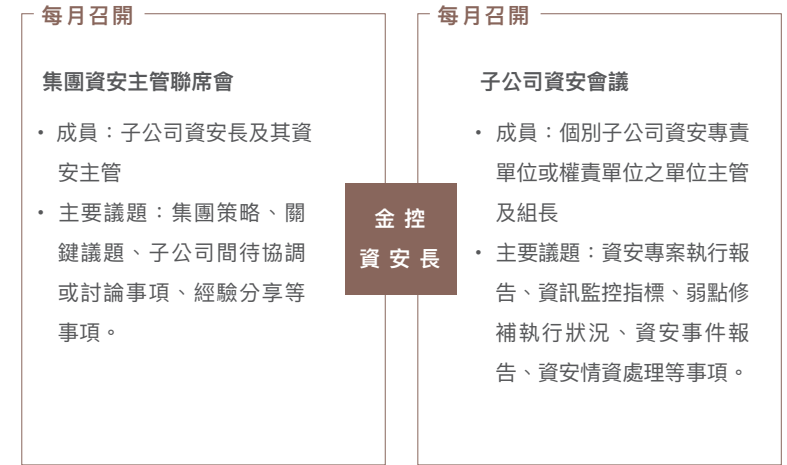 每月召開
集團資安主管聯席會
• 成員：子公司資安長及其資
安主管
• 主要議題：集團策略、關
鍵議題、子公司間待協調
或討論事項、經驗分享等
事項。
金控
資安長
每月召開
子公司資安會議
• 成員：個別子公司資安專責
單位或權責單位之單位主管
及組長
• 主要議題：資安專案執行報
告、資訊監控指標、弱點修
補執行狀況、資安事件報
告、資安情資處理等事項。